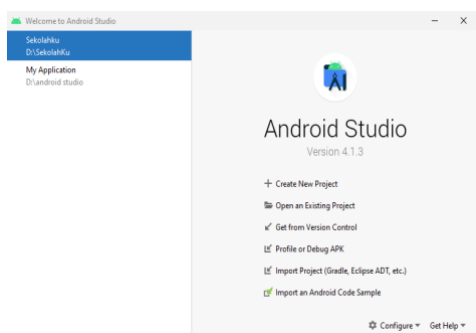 Welcome to Android Studio
Sekolahku
D:\SekolahKu
My Application
D:\android studio
Android Studio
Version 4.1.3
Create New Project
Open an Existing Project
Get from Version Control
Profile or Debug APK
Import Project (Gradle, Eclipse ADT, etc.)
Import an Android Code Sample
Configure Get Help